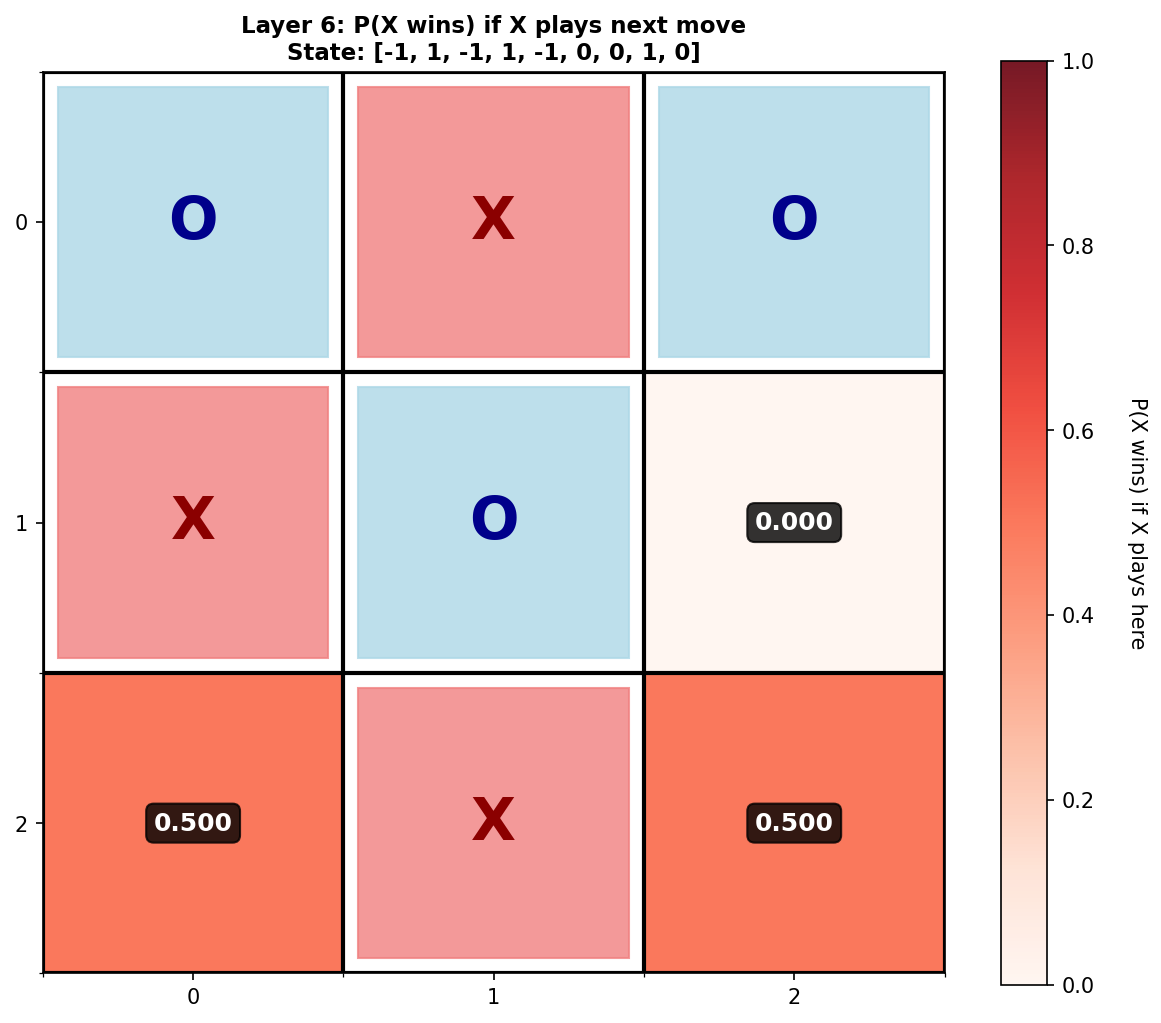 Layer 6: P(X wins) if X plays next move
State: [-1, 1, -1, 1, -1, 0, 0, 1, 0]
O
X
O
X
O
0.000
0.500
X
0.500
0
1
2
0
1
2
1.0
0.8
0.6
0.4
0.2
0.0
P(X wins) if X plays here